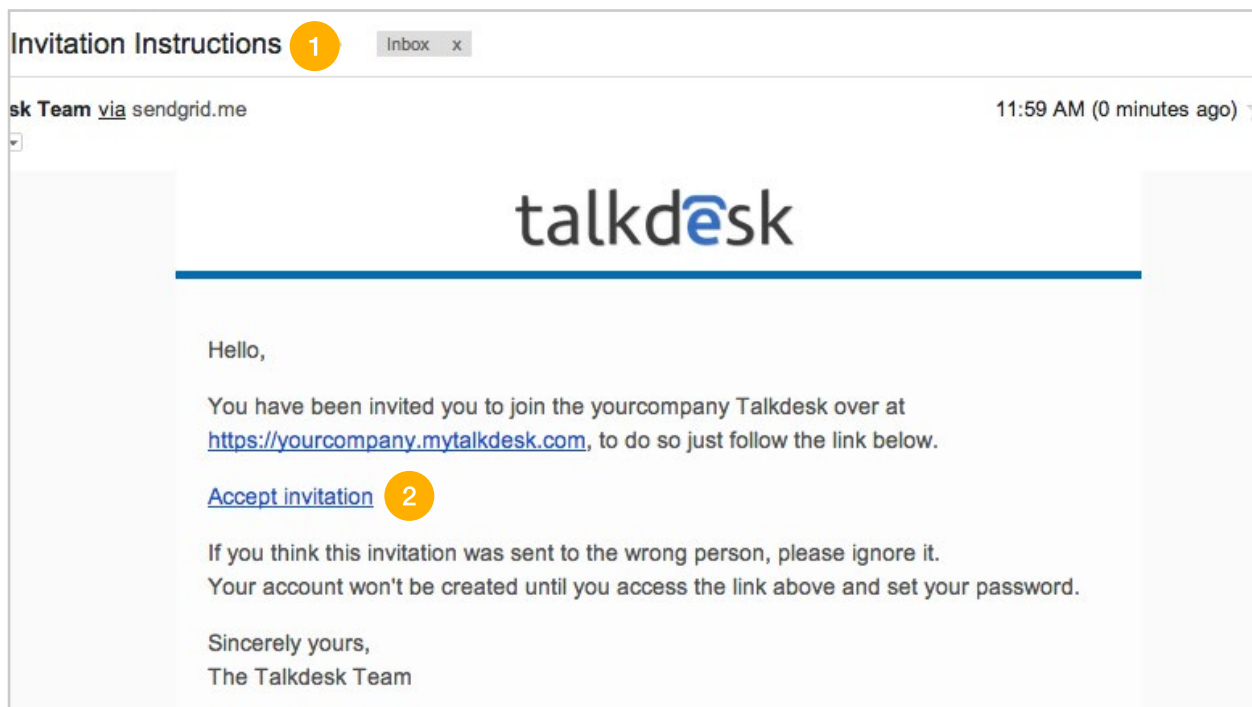 Invitation Instructions 1 Inbox x
sk Team via sendgrid.me 11:59 AM (0 minutes ago)
talkdesk
Hello,
You have been invited you to join the yourcompany Talkdesk over at
https://yourcompany.mytalkdesk.com, to do so just follow the link below.
Accept invitation 2
If you think this invitation was sent to the wrong person, please ignore it.
Your account won't be created until you access the link above and set your password.
Sincerely yours,
The Talkdesk Team